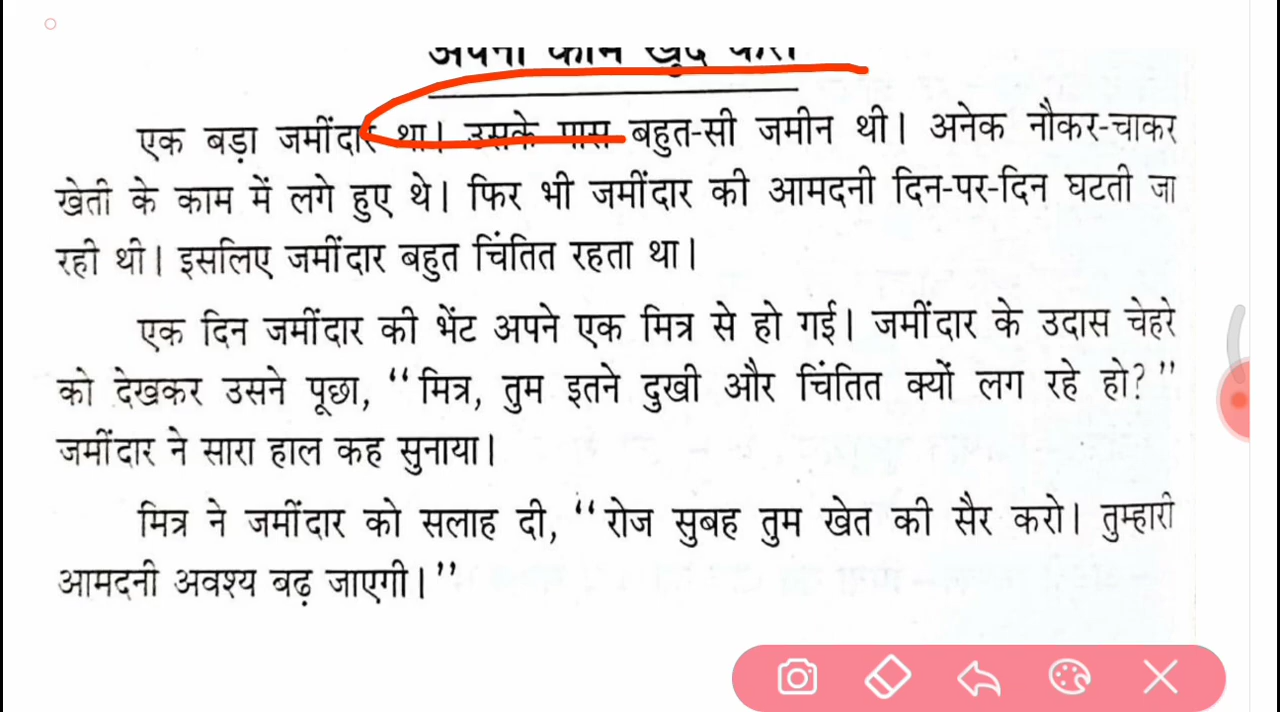 अपना काम खुद करो
एक बड़ा जमींदार था। उसके पास बहुत-सी जमीन थी। अनेक नौकर-चाकर
खेती के काम में लगे हुए थे। फिर भी जमींदार की आमदनी दिन-पर-दिन घटती जा
रही थी। इसलिए जमींदार बहुत चिंतित रहता था।
एक दिन जमींदार की भेंट अपने एक मित्र से हो गई। जमींदार के उदास चेहरे
को देखकर उसने पूछा, “मित्र, तुम इतने दुखी और चिंतित क्यों लग रहे हो?”
जमींदार ने सारा हाल कह सुनाया।
मित्र ने जमींदार को सलाह दी, “रोज सुबह तुम खेत की सैर करो। तुम्हारी
आमदनी अवश्य बढ़ जाएगी।”